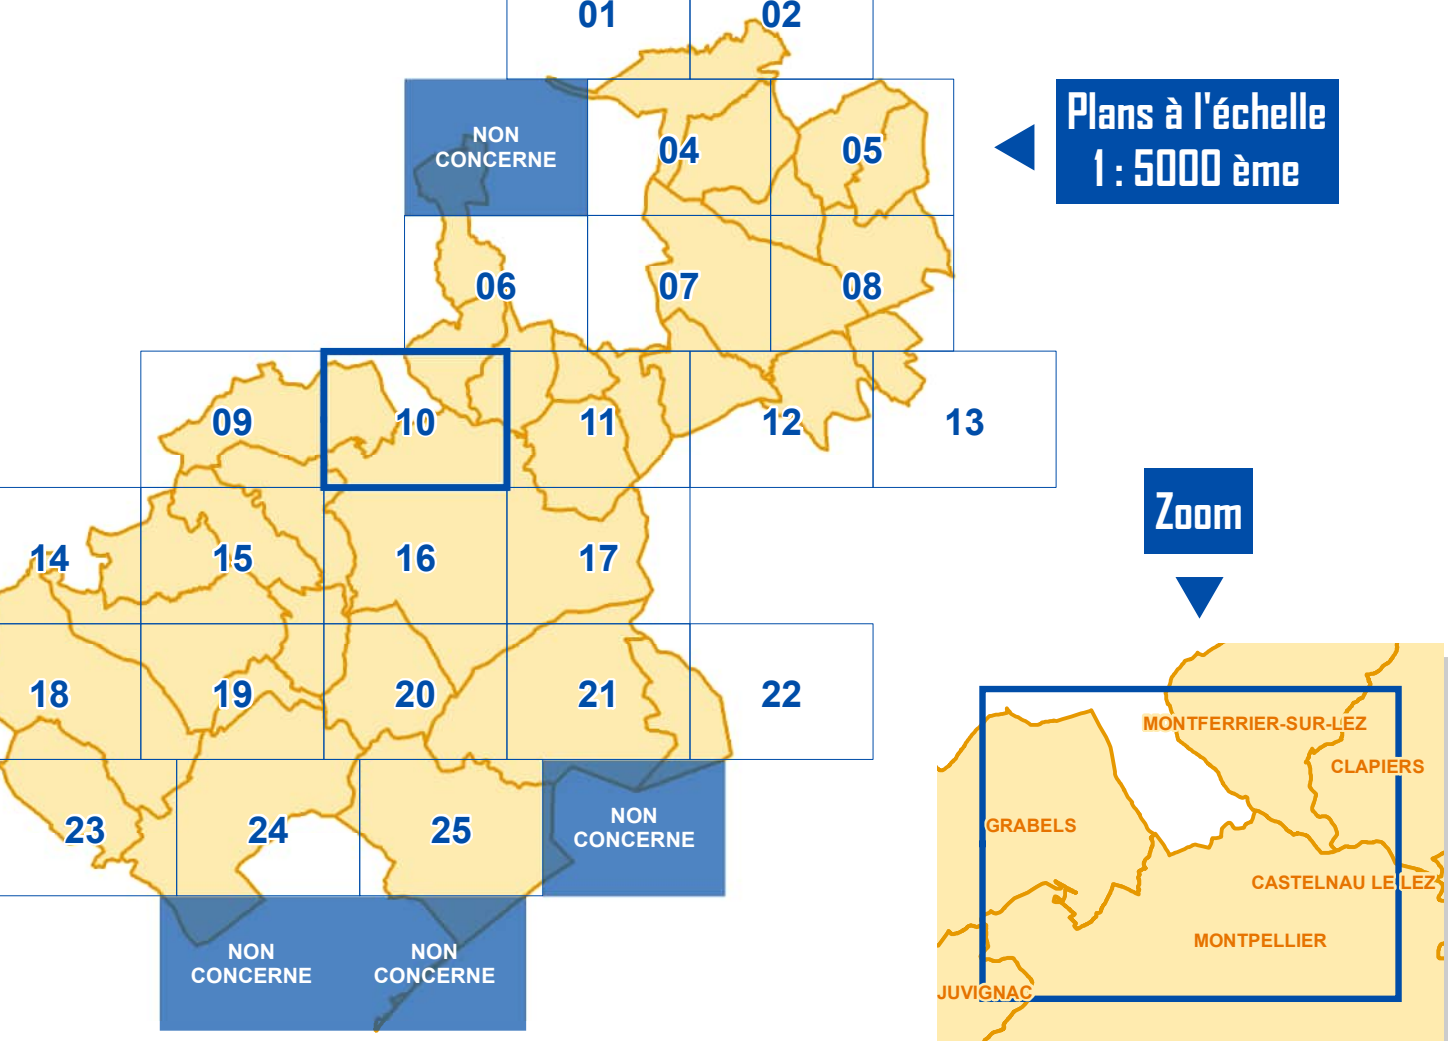 01
02
NON
CONCERNE
04
05
Plans à l'échelle
1 : 5000 ème
06
07
08
09
10
11
12
13
Zoom
14
15
16
17
18
19
20
21
22
MONTFERRIER-SUR-LEZ
CLAPIERS
GRABELS
CASTELNAU LE LEZ
MONTPELLIER
JUVIGNAC
23
24
25
NON
CONCERNE
NON
CONCERNE
NON
CONCERNE